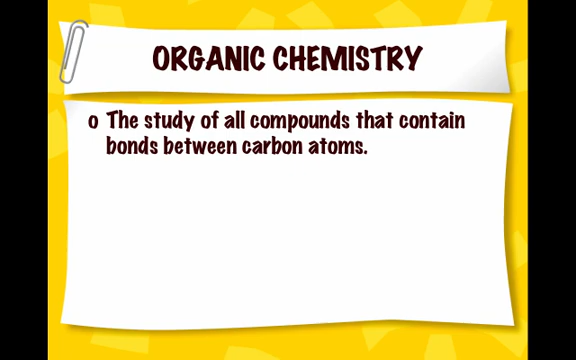 ORGANIC CHEMISTRY
o The study of all compounds that contain
bonds between carbon atoms.